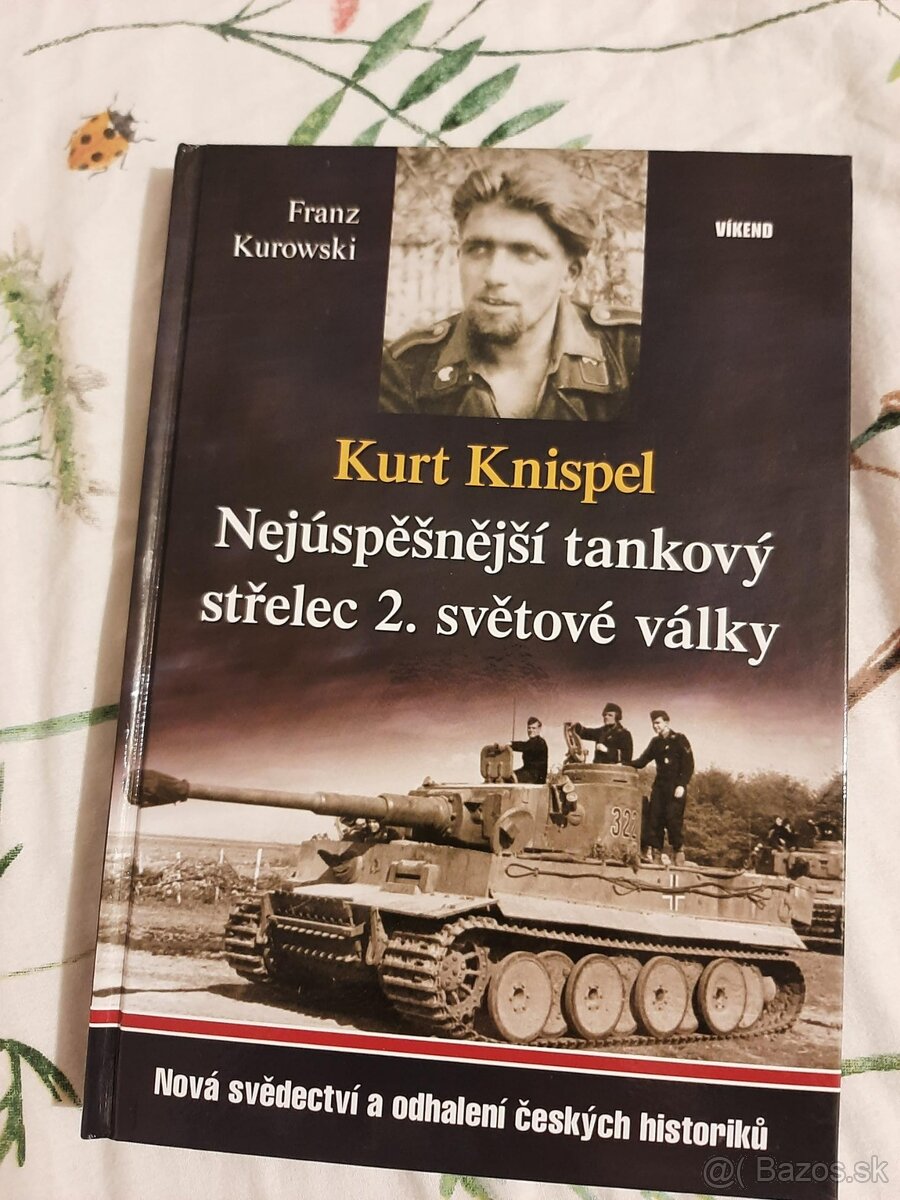 Franz
Kurowski
VÍKEND
Kurt Knispel
Nejúspěšnější tankový
střelec 2. světové války
322
Nová svědectví a odhalení českých historiků
@( Bazos.sk